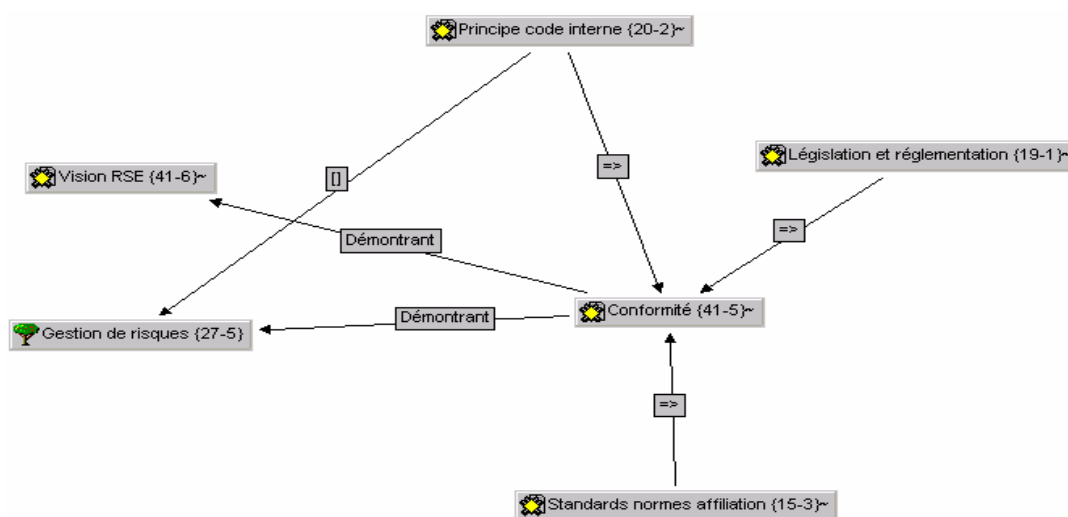 Principe code interne {20-2}~
Législation et réglementation {19-1}~
=>
Vision RSE {41-6}~
[]
=>
Démontrant
Conformité {41-5}~
Démontrant
Gestion de risques {27-5}
=>
Standards normes affiliation {15-3}~